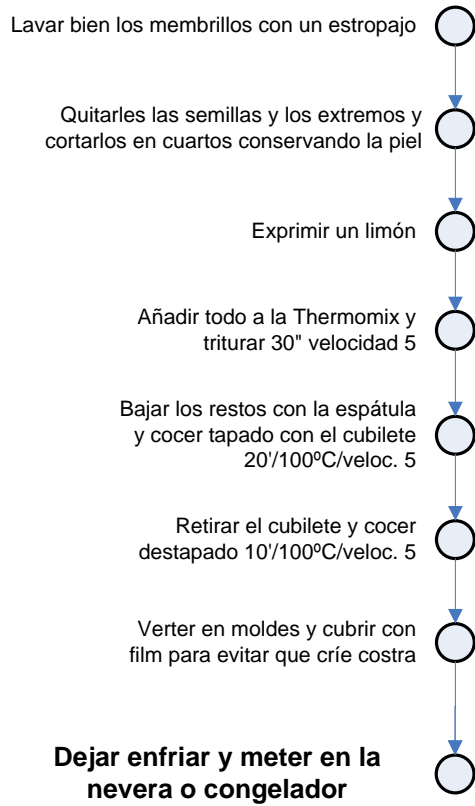 Lavar bien los membrillos con un estropajo
Quitarles las semillas y los extremos y
cortarlos en cuartos conservando la piel
Exprimir un limón
Añadir todo a la Thermomix y
triturar 30" velocidad 5
Bajar los restos con la espátula
y cocer tapado con el cubilete
20'/100ºC/veloc. 5
Retirar el cubilete y cocer
destapado 10'/100ºC/veloc. 5
Verter en moldes y cubrir con
film para evitar que críe costra
Dejar enfriar y meter en la
nevera o congelador